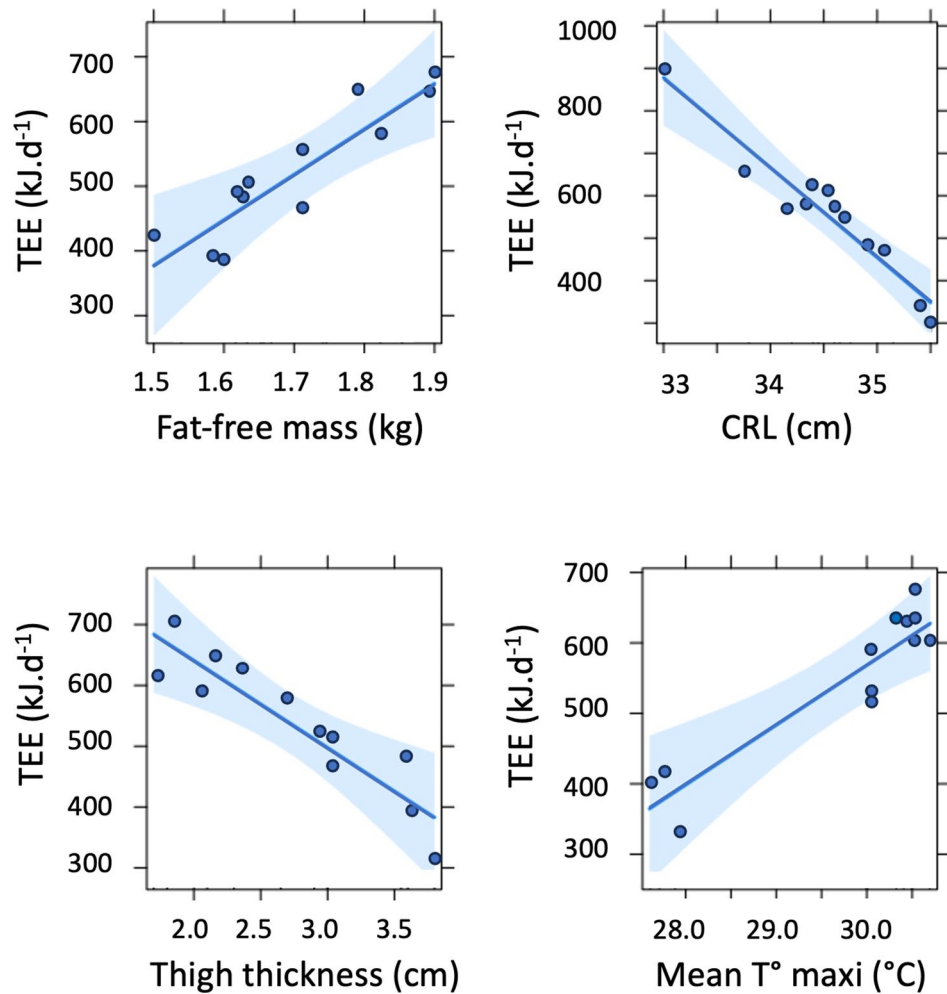 700
600
500
400
300
TEE (kJ.d-1)
1.5 1.6 1.7 1.8 1.9
Fat-free mass (kg)
1000
800
600
400
TEE (kJ.d-1)
33 34 35
CRL (cm)
700
600
500
400
300
TEE (kJ.d-1)
2.0 2.5 3.0 3.5
Thigh thickness (cm)
700
600
500
400
300
TEE (kJ.d-1)
28.0 29.0 30.0
Mean T° maxi (°C)